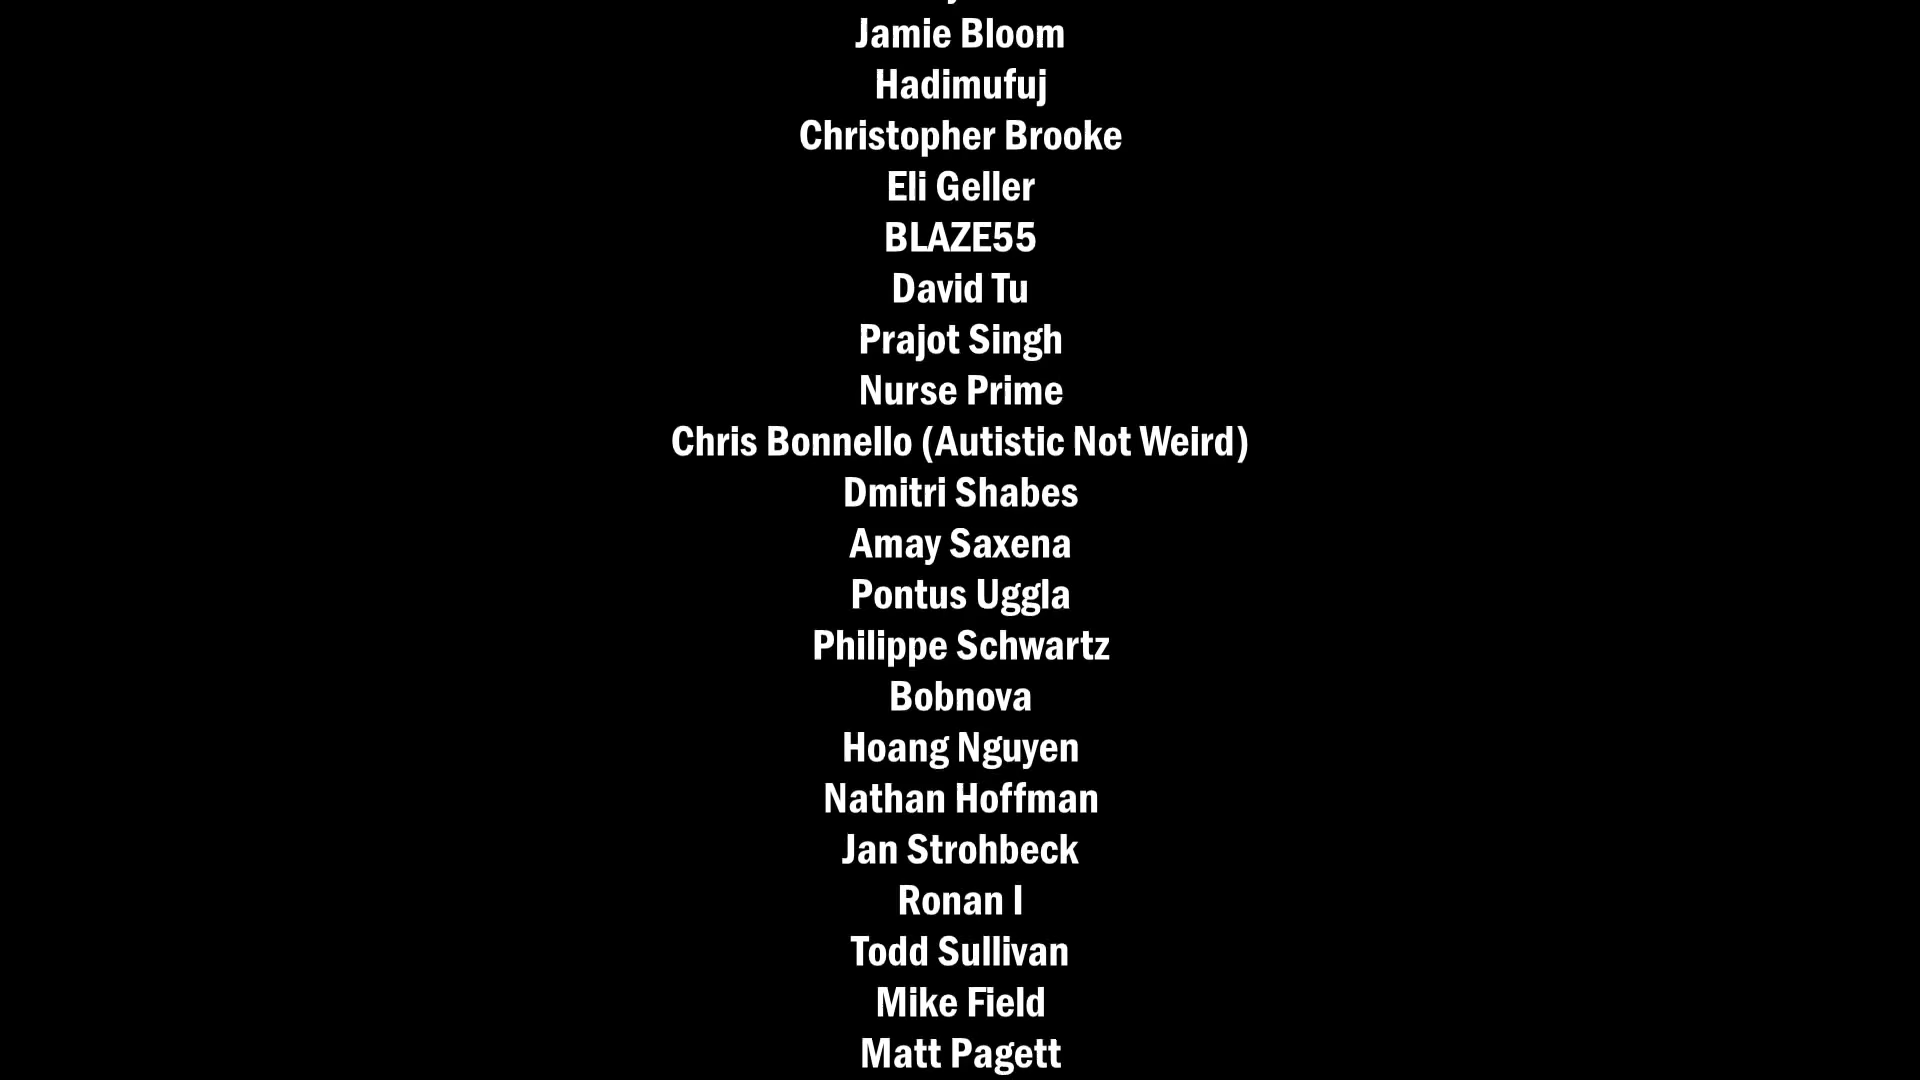 Jamie Bloom
Hadimufuj
Christopher Brooke
Eli Geller
BLAZE55
David Tu
Prajot Singh
Nurse Prime
Chris Bonnello (Autistic Not Weird)
Dmitri Shabes
Amay Saxena
Pontus Uggla
Philippe Schwartz
Bobnova
Hoang Nguyen
Nathan Hoffman
Jan Strohbeck
Ronan I
Todd Sullivan
Mike Field
Matt Pagett